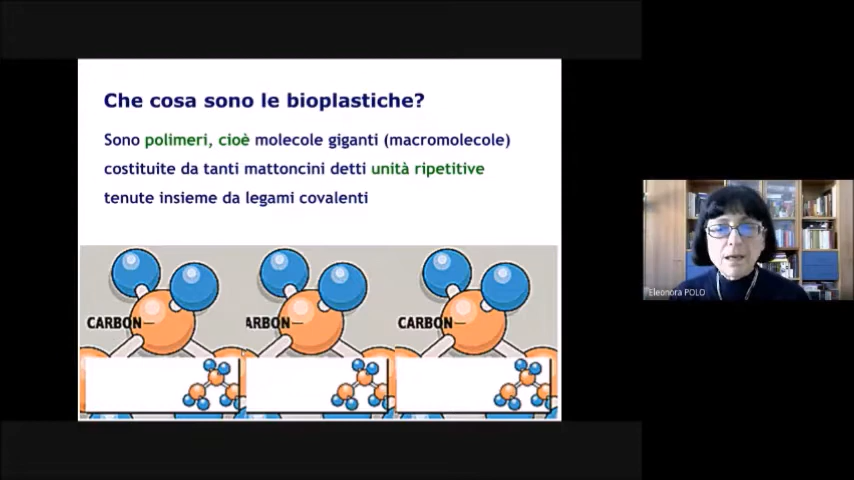 Che cosa sono le bioplastiche?
Sono polimeri, cioè molecole giganti (macromolecole)
costituite da tanti mattoncini detti unità ripetitive
tenute insieme da legami covalenti
CARBON
ARBON
CARBON
Eleonora POLO